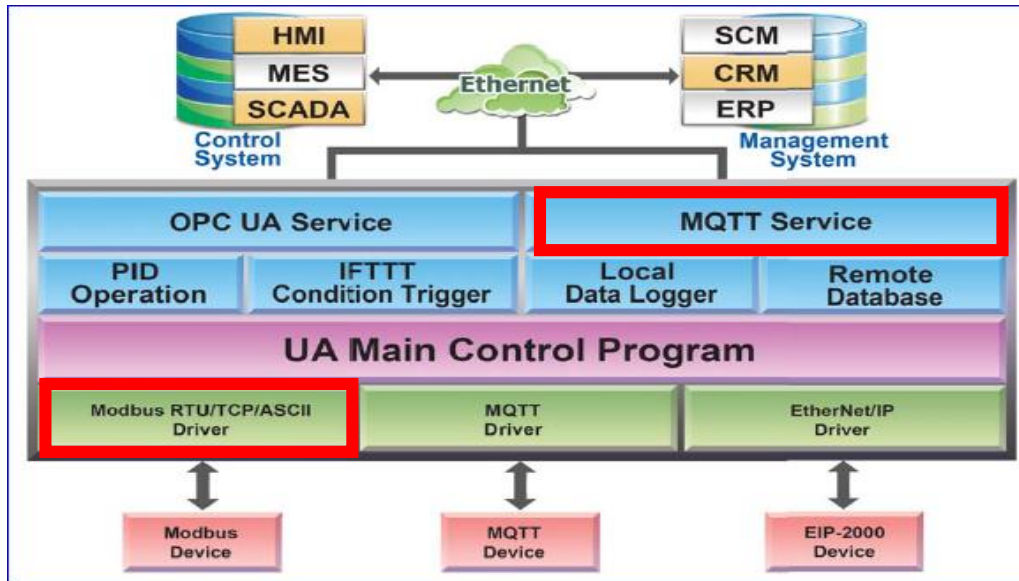 HMI
MES
SCADA
Control
System
Ethernet
SCM
CRM
ERP
Management
System
OPC UA Service
MQTT Service
PID
Operation
IFTTT
Condition Trigger
Local
Data Logger
Remote
Database
UA Main Control Program
Modbus RTU/TCP/ASCII
Driver
MQTT
Driver
EtherNet/IP
Driver
Modbus
Device
MQTT
Device
EIP-2000
Device